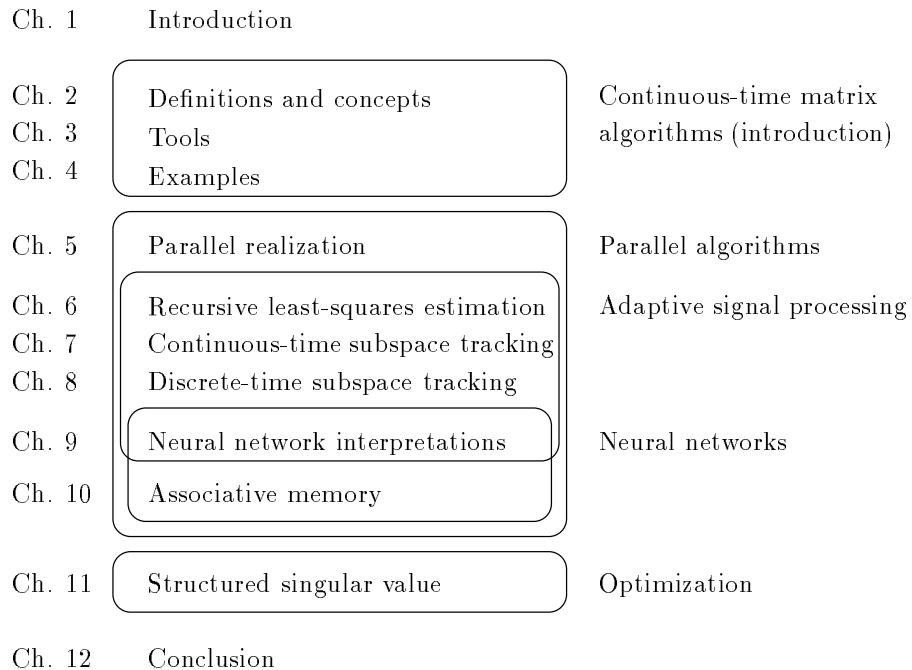 Ch. 1 Introduction
Ch. 2 Definitions and concepts Continuous-time matrix
Ch. 3 Tools algorithms (introduction)
Ch. 4 Examples
Ch. 5 Parallel realization Parallel algorithms
Ch. 6 Recursive least-squares estimation Adaptive signal processing
Ch. 7 Continuous-time subspace tracking
Ch. 8 Discrete-time subspace tracking
Ch. 9 Neural network interpretations Neural networks
Ch. 10 Associative memory
Ch. 11 Structured singular value Optimization
Ch. 12 Conclusion